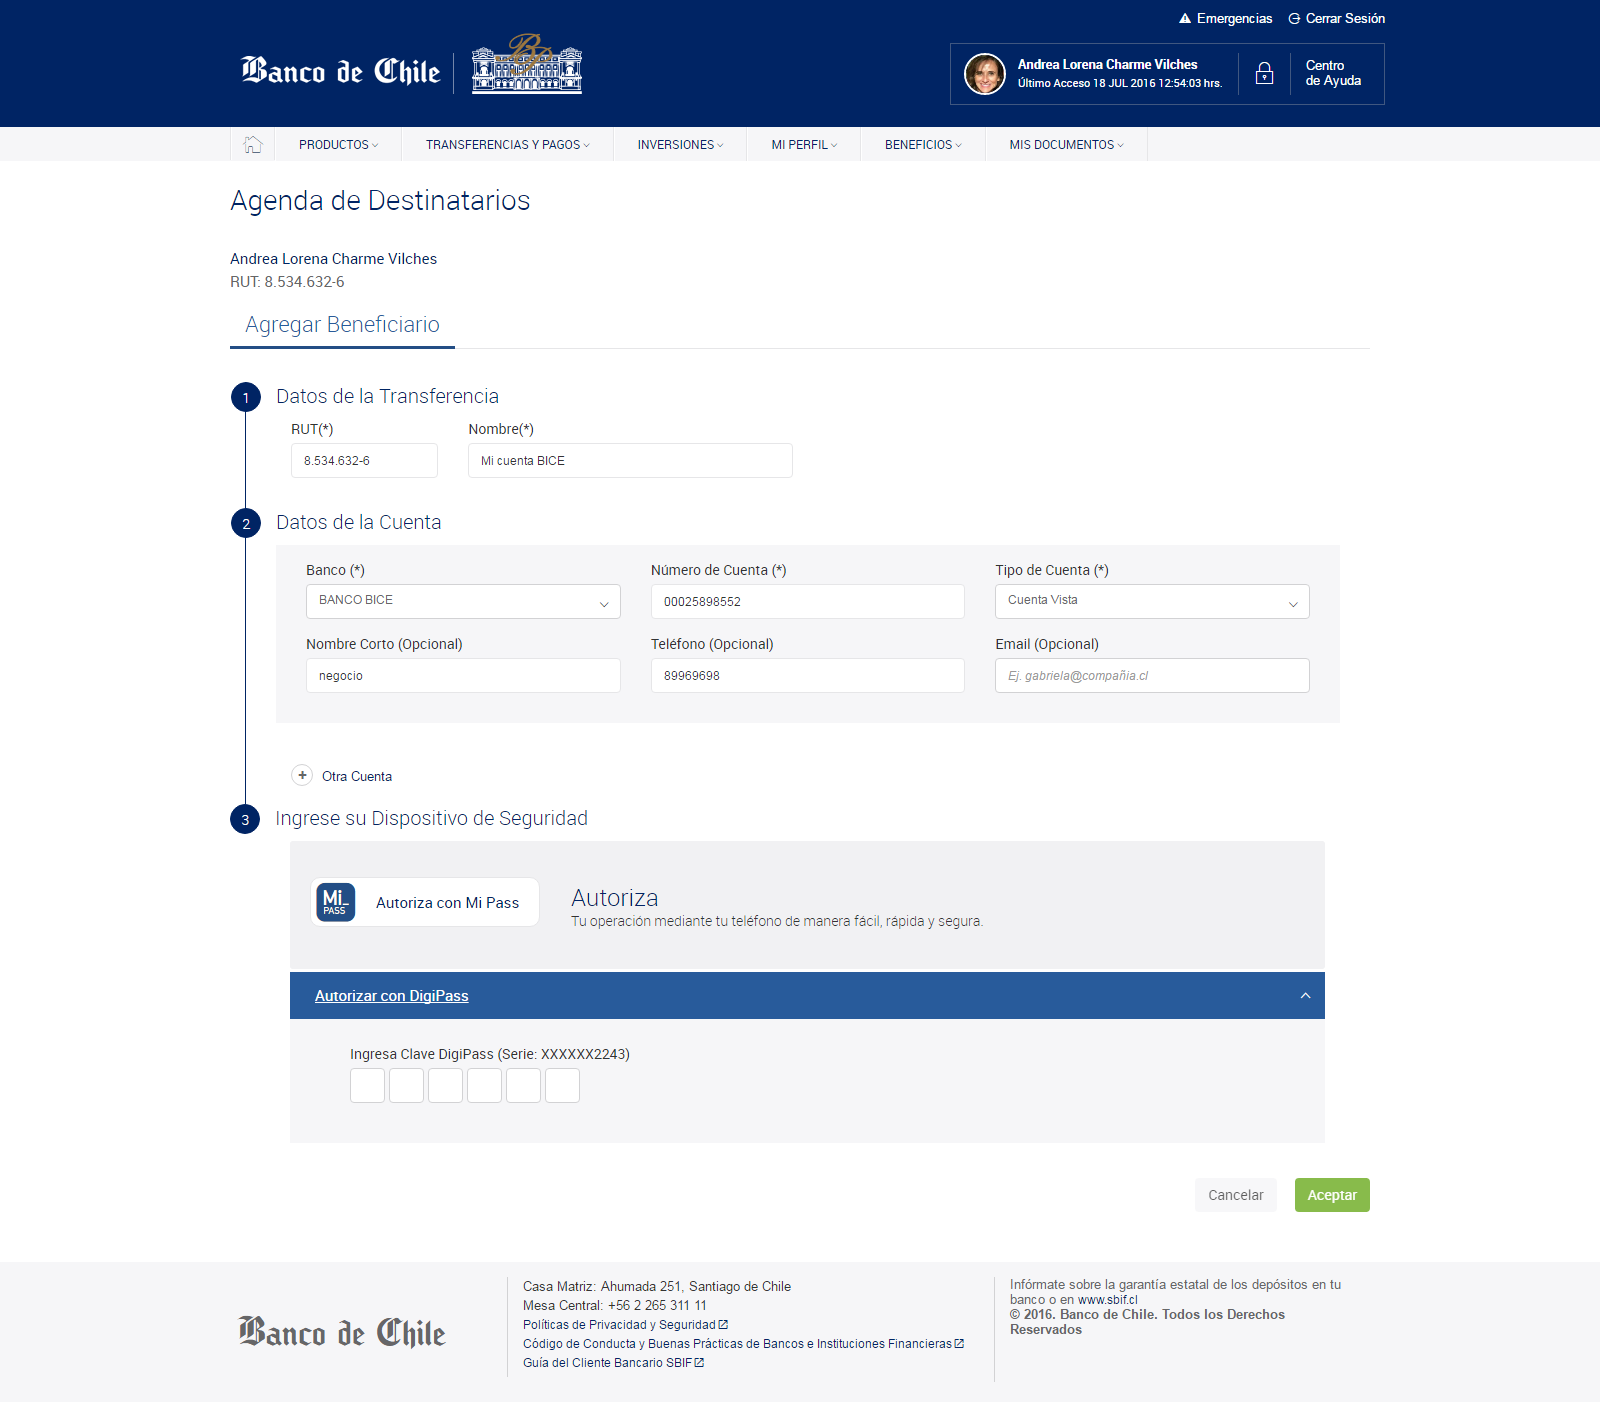 Emergencias
Cerrar Sesión
Banco de Chile
Andrea Lorena Charme Vilches
Último Acceso 18 JUL 2016 12:54:03 hrs.
Centro
de Ayuda
PRODUCTOS
TRANSFERENCIAS Y PAGOS
INVERSIONES
MI PERFIL
BENEFICIOS
MIS DOCUMENTOS
Agenda de Destinatarios
Andrea Lorena Charme Vilches
RUT: 8.534.632-6
Agregar Beneficiario
1 Datos de la Transferencia
RUT(*)
Nombre(*)
8.534.632-6
Mi cuenta BICE
2 Datos de la Cuenta
Banco (*)
Número de Cuenta (*)
Tipo de Cuenta (*)
BANCO BICE
00025898552
Cuenta Vista
Nombre Corto (Opcional)
Teléfono (Opcional)
Email (Opcional)
negocio
89969698
Ej. gabriela@compañia.cl
+ Otra Cuenta
3 Ingrese su Dispositivo de Seguridad
Mi_
PASS
Autoriza con Mi Pass
Autoriza
Tu operación mediante tu teléfono de manera fácil, rápida y segura.
Autorizar con DigiPass
Ingresa Clave DigiPass (Serie: XXXXXX2243)
Cancelar
Aceptar
Banco de Chile
Casa Matriz: Ahumada 251, Santiago de Chile
Mesa Central: +56 2 265 311 11
Políticas de Privacidad y Seguridad
Código de Conducta y Buenas Prácticas de Bancos e Instituciones Financieras
Guía del Cliente Bancario SBIF
Infórmate sobre la garantía estatal de los depósitos en tu
banco o en www.sbif.cl
© 2016. Banco de Chile. Todos los Derechos
Reservados